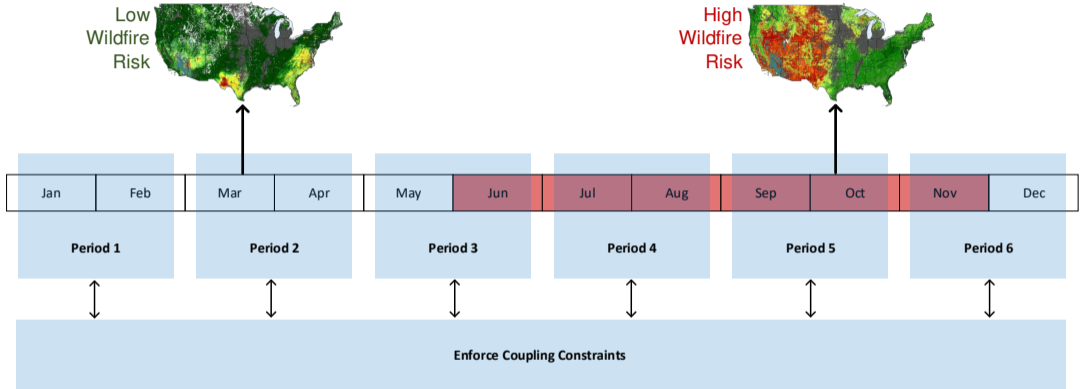 Low
Wildfire
Risk
High
Wildfire
Risk
Jan Feb Mar Apr May Jun Jul Aug Sep Oct Nov Dec
Period 1 Period 2 Period 3 Period 4 Period 5 Period 6
Enforce Coupling Constraints